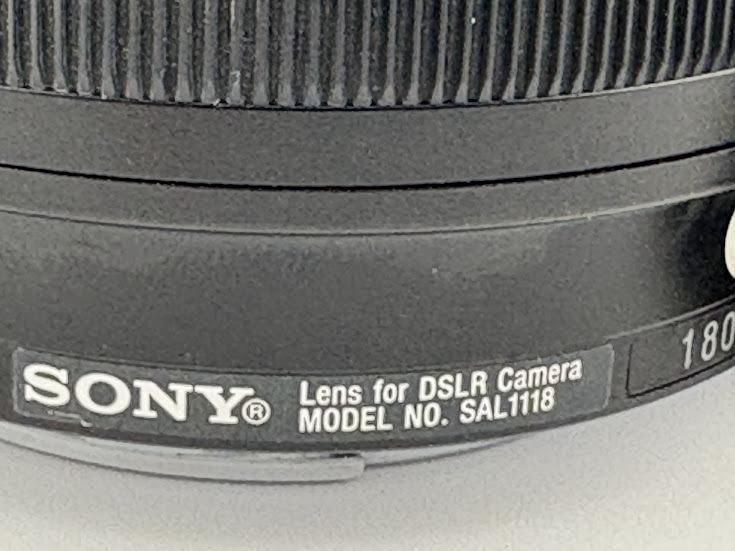 SONY®
Lens for DSLR Camera
MODEL NO. SAL1118
180